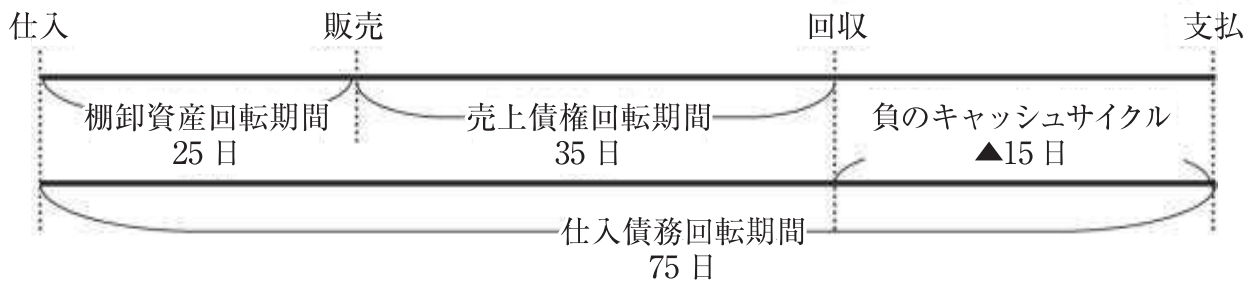 仕入 販売 回収 支払
棚卸資産回転期間 売上債権回転期間 負のキャッシュサイクル
25日 35日 ▲15日
仕入債務回転期間
75日